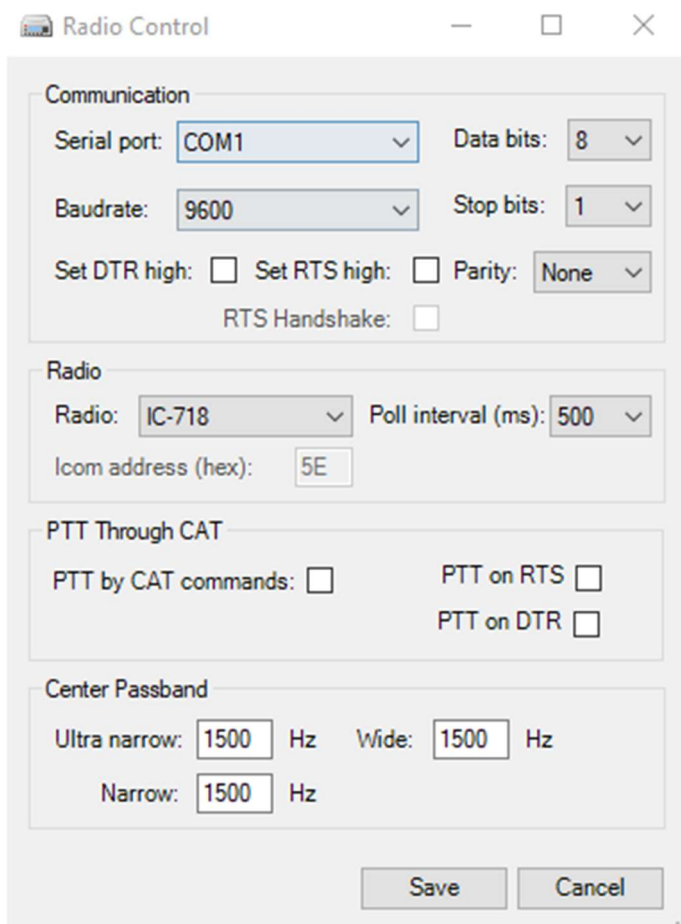 Radio Control
Communication
Serial port: COM1 Data bits: 8
Baudrate: 9600 Stop bits: 1
Set DTR high: Set RTS high: Parity: None
RTS Handshake:
Radio
Radio: IC-718 Poll interval (ms): 500
Icom address (hex): 5E
PTT Through CAT
PTT by CAT commands: PTT on RTS
PTT on DTR
Center Passband
Ultra narrow: 1500 Hz Wide: 1500 Hz
Narrow: 1500 Hz
Save Cancel